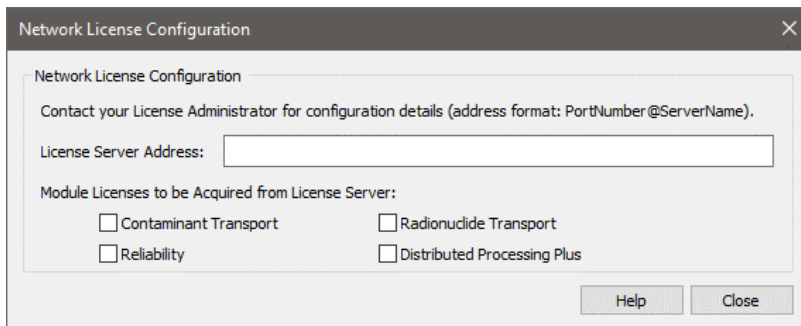 Network License Configuration
Network License Configuration
Contact your License Administrator for configuration details (address format: PortNumber@ServerName).
License Server Address:
Module Licenses to be Acquired from License Server:
Contaminant Transport Radionuclide Transport
Reliability Distributed Processing Plus
Help Close